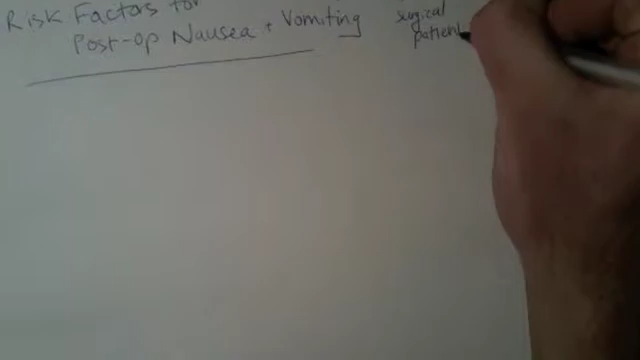 Risk Factors for
Post-op Nausea + Vomiting
surgical
patient